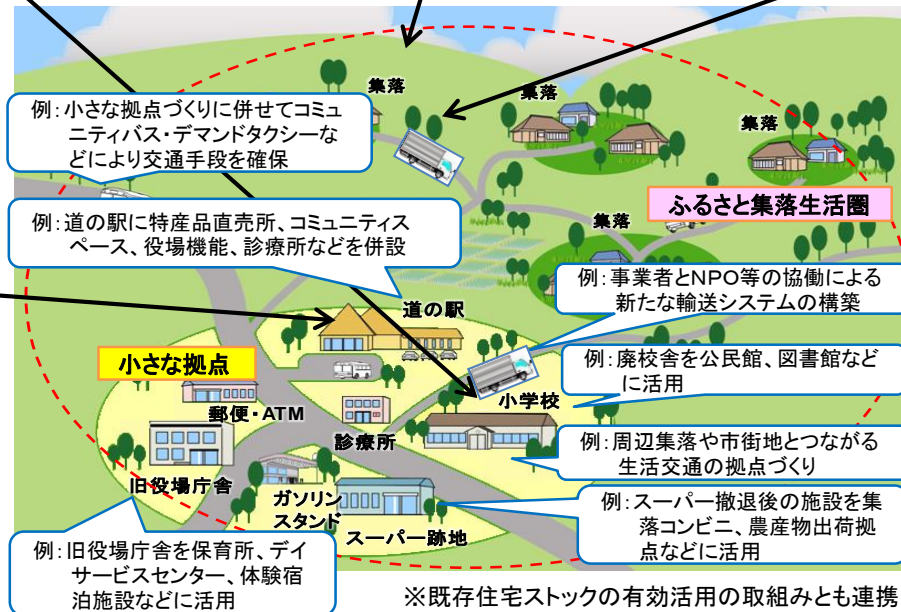 集落
集落
集落
例：小さな拠点づくりに併せてコミュ
ニティバス・デマンドタクシーな
どにより交通手段を確保
ふるさと集落生活圏
例：道の駅に特産品直売所、コミュニティス
ペース、役場機能、診療所などを併設
集落
例：事業者とNPO等の協働による
新たな輸送システムの構築
道の駅
小さな拠点
例：廃校舎を公民館、図書館など
に活用
小学校
郵便・ATM
診療所
例：周辺集落や市街地とつながる
生活交通の拠点づくり
旧役場庁舎
ガソリン
スタンド
スーパー跡地
例：スーパー撤退後の施設を集
落コンビニ、農産物出荷拠
点などに活用
例：旧役場庁舎を保育所、デイ
サービスセンター、体験宿
泊施設などに活用
※既存住宅ストックの有効活用の取組みとも連携